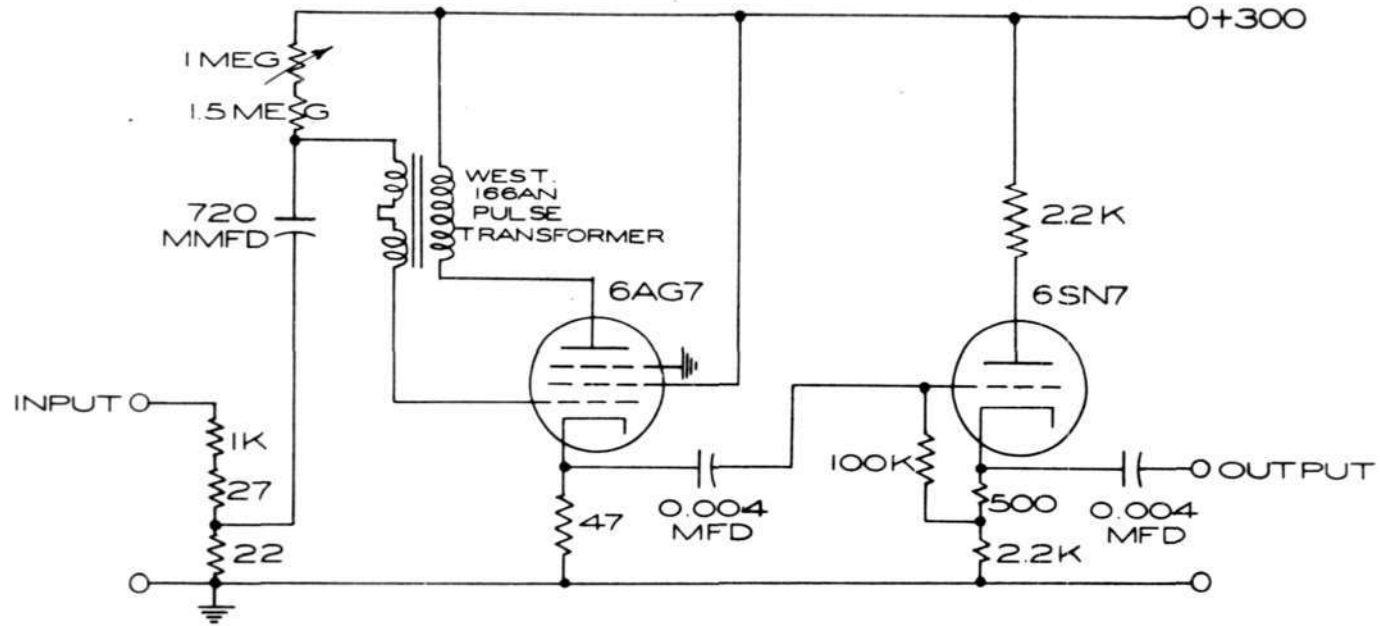 +300
1 MEG
1.5 MEG
WEST.
166AN
PULSE
TRANSFORMER
720
MMFD
2.2K
6AG7
6SN7
INPUT
1K
27
22
47
0.004
MFD
100K
500
2.2K
0.004
MFD
OUTPUT